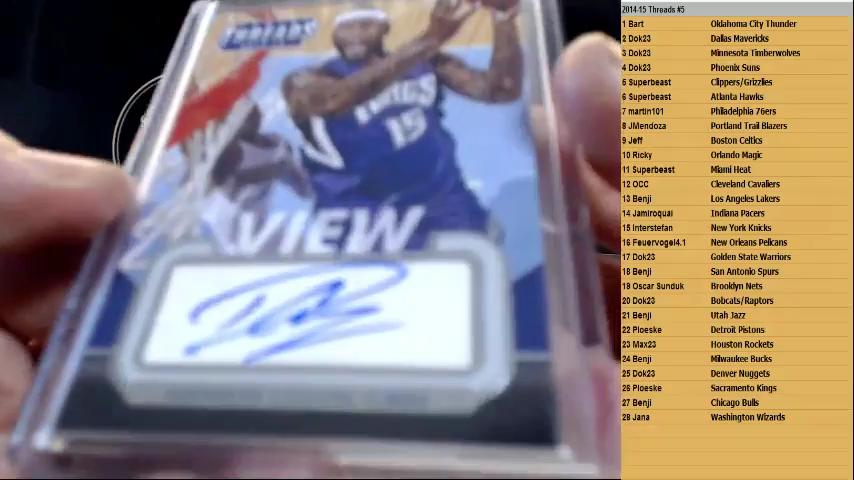 THREADS
KINGS
15
VIEW
2014-15 Threads #5
1 Bart Oklahoma City Thunder
2 Dok23 Dallas Mavericks
3 Dok23 Minnesota Timberwolves
4 Dok23 Phoenix Suns
5 Superbeast Clippers/Grizzlies
6 Superbeast Atlanta Hawks
7 martin101 Philadelphia 76ers
8 JMendoza Portland Trail Blazers
9 Jeff Boston Celtics
10 Ricky Orlando Magic
11 Superbeast Miami Heat
12 OCC Cleveland Cavaliers
13 Benji Los Angeles Lakers
14 Jamiroquai Indiana Pacers
15 Interstefan New York Knicks
16 Feuervogel4.1 New Orleans Pelicans
17 Dok23 Golden State Warriors
18 Benji San Antonio Spurs
19 Oscar Sunduk Brooklyn Nets
20 Dok23 Bobcats/Raptors
21 Benji Utah Jazz
22 Ploeske Detroit Pistons
23 Max23 Houston Rockets
24 Benji Milwaukee Bucks
25 Dok23 Denver Nuggets
26 Ploeske Sacramento Kings
27 Benji Chicago Bulls
28 Jana Washington Wizards